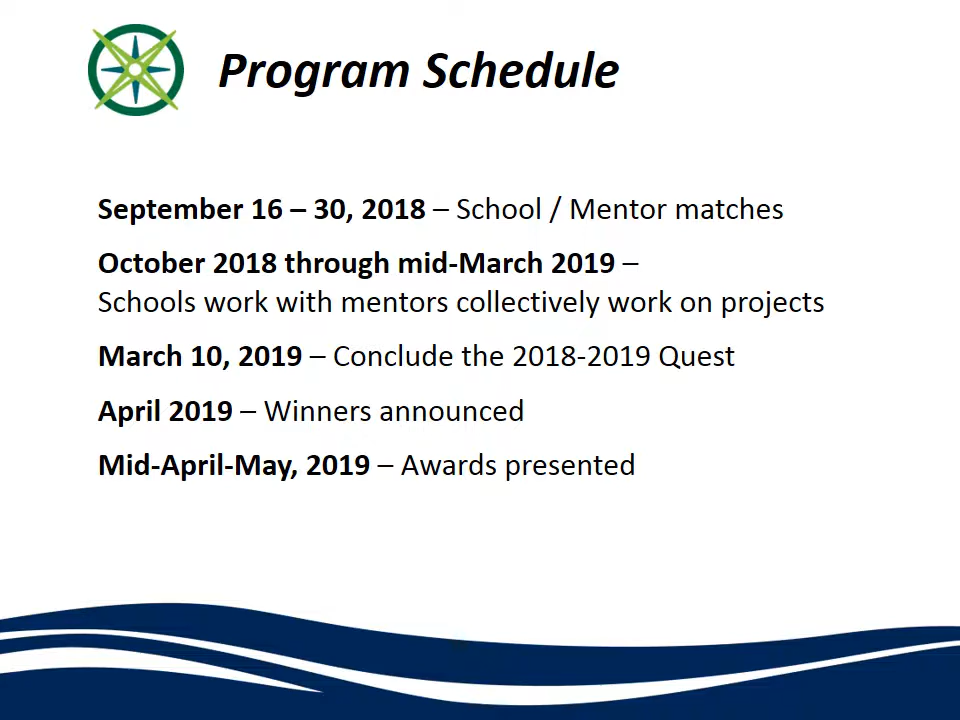 Program Schedule
September 16 – 30, 2018 – School / Mentor matches
October 2018 through mid-March 2019 –
Schools work with mentors collectively work on projects
March 10, 2019 – Conclude the 2018-2019 Quest
April 2019 – Winners announced
Mid-April-May, 2019 – Awards presented